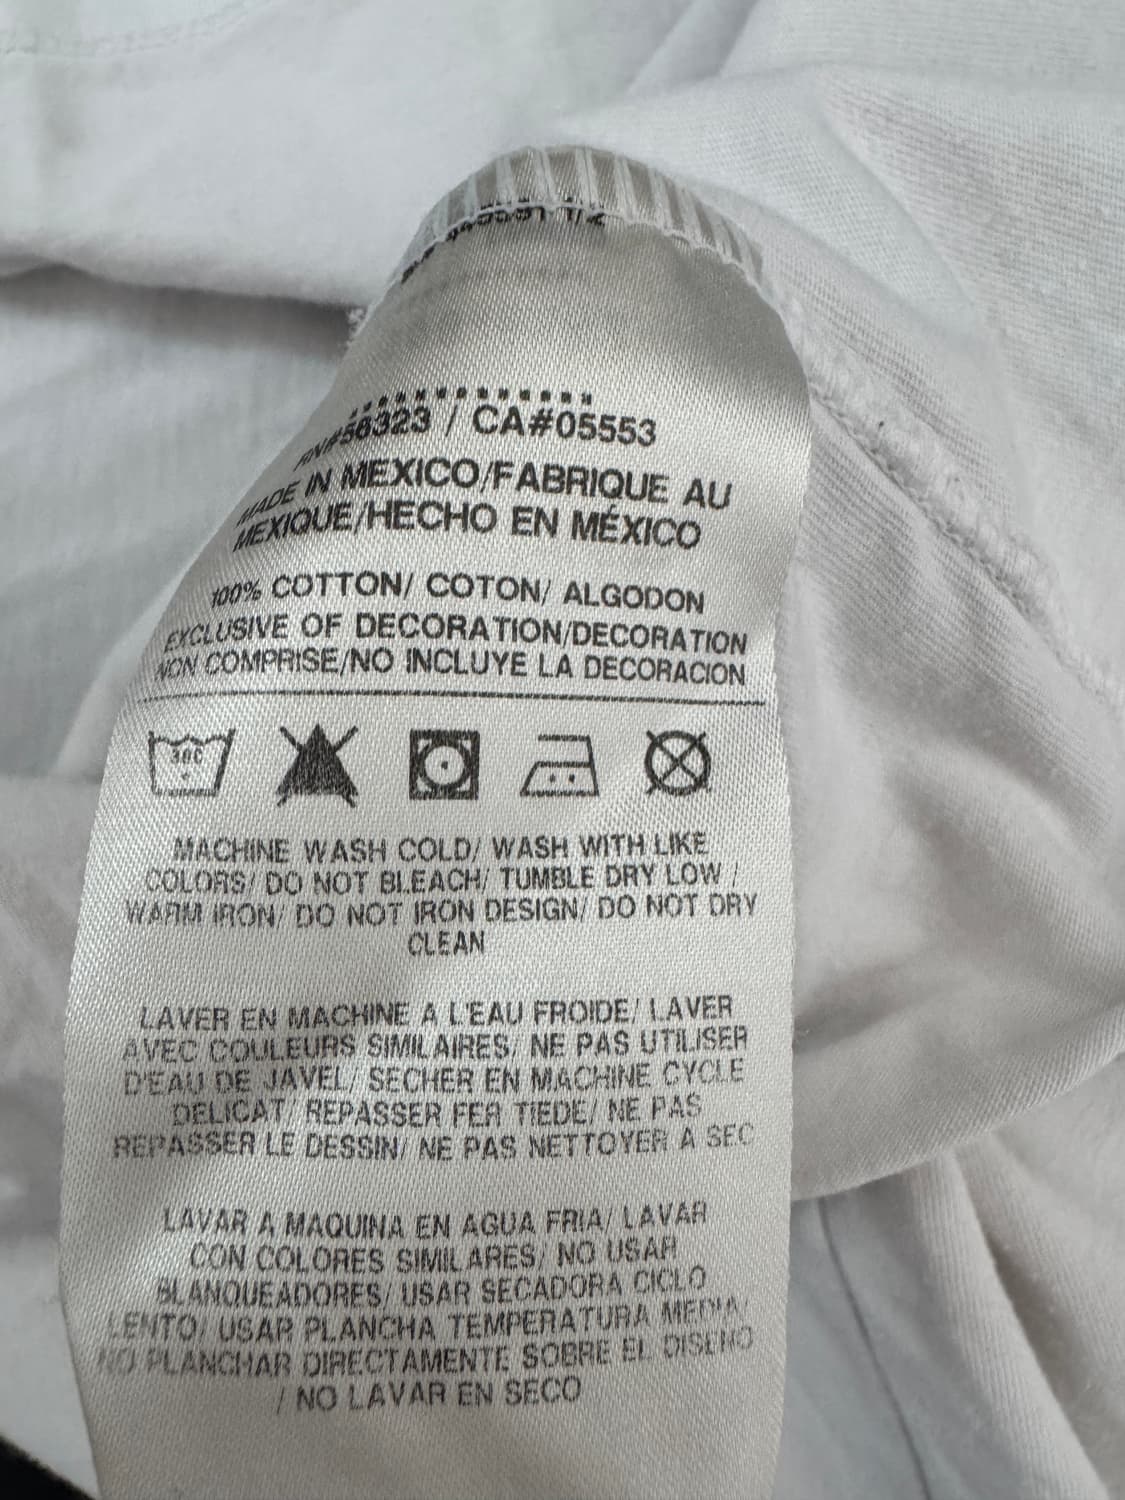 1/2
RN#56323 / CA#05553
MADE IN MEXICO/FABRIQUE AU
MEXIQUE/HECHO EN MÉXICO
100% COTTON/ COTON/ ALGODON
EXCLUSIVE OF DECORATION/DECORATION
NON COMPRISE/NO INCLUYE LA DECORACION
30C
MACHINE WASH COLD/ WASH WITH LIKE
COLORS/ DO NOT BLEACH/ TUMBLE DRY LOW /
WARM IRON/ DO NOT IRON DESIGN/ DO NOT DRY
CLEAN
LAVER EN MACHINE A L'EAU FROIDE/ LAVER
AVEC COULEURS SIMILAIRES/ NE PAS UTILISER
D'EAU DE JAVEL/ SECHER EN MACHINE CYCLE
DELICAT/ REPASSER FER TIEDE/ NE PAS
REPASSER LE DESSIN/ NE PAS NETTOYER A SEC
LAVAR A MAQUINA EN AGUA FRIA/ LAVAR
CON COLORES SIMILARES/ NO USAR
BLANQUEADORES/ USAR SECADORA CICLO
LENTO/ USAR PLANCHA TEMPERATURA MEDIA/
NO PLANCHAR DIRECTAMENTE SOBRE EL DISENO
/ NO LAVAR EN SECO